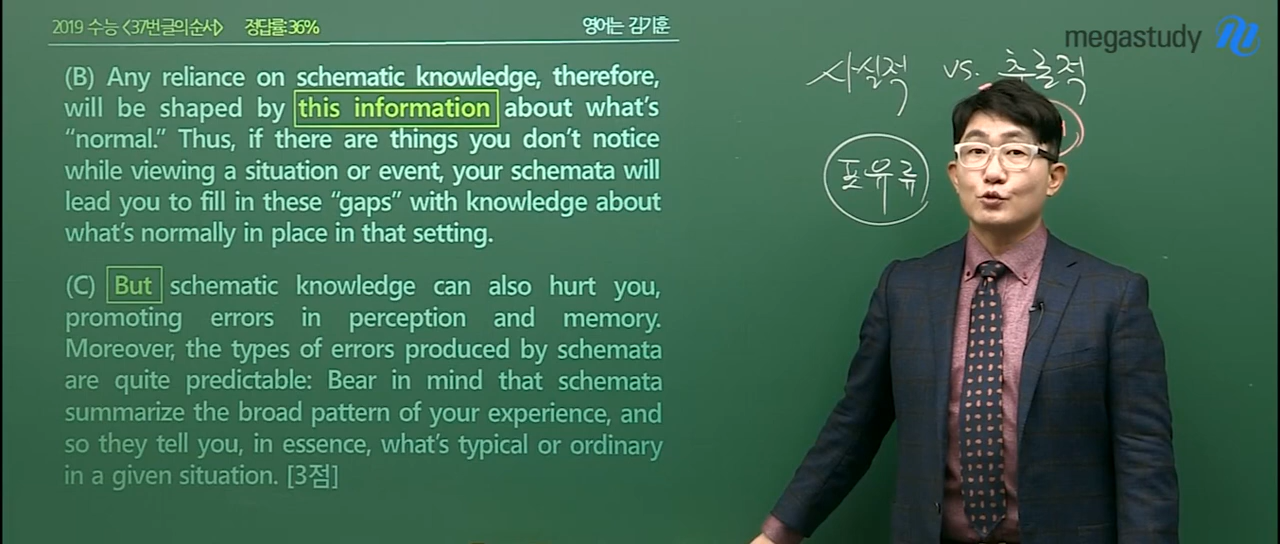 2019 수능 <37번 글의 순서> 정답률:36% 영어는 김기훈
megastudy
사실적 vs. 추론적
포유류
(B) Any reliance on schematic knowledge, therefore,
will be shaped by this information about what's
“normal.” Thus, if there are things you don't notice
while viewing a situation or event, your schemata will
lead you to fill in these “gaps” with knowledge about
what's normally in place in that setting.
(C) But schematic knowledge can also hurt you,
promoting errors in perception and memory.
Moreover, the types of errors produced by schemata
are quite predictable: Bear in mind that schemata
summarize the broad pattern of your experience, and
so they tell you, in essence, what's typical or ordinary
in a given situation. [3점]